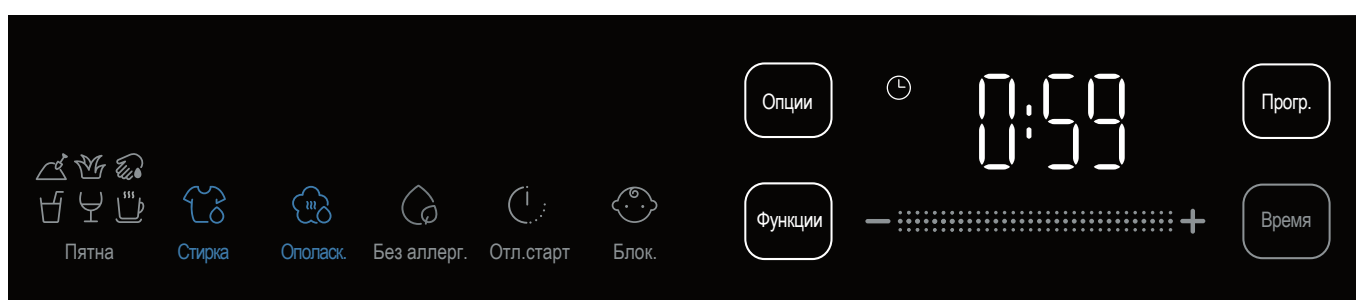 Опции
0:59
Прогр.
Функции
Время
Пятна
Стирка
Ополаск.
Без аллерг.
Отл.старт
Блок.